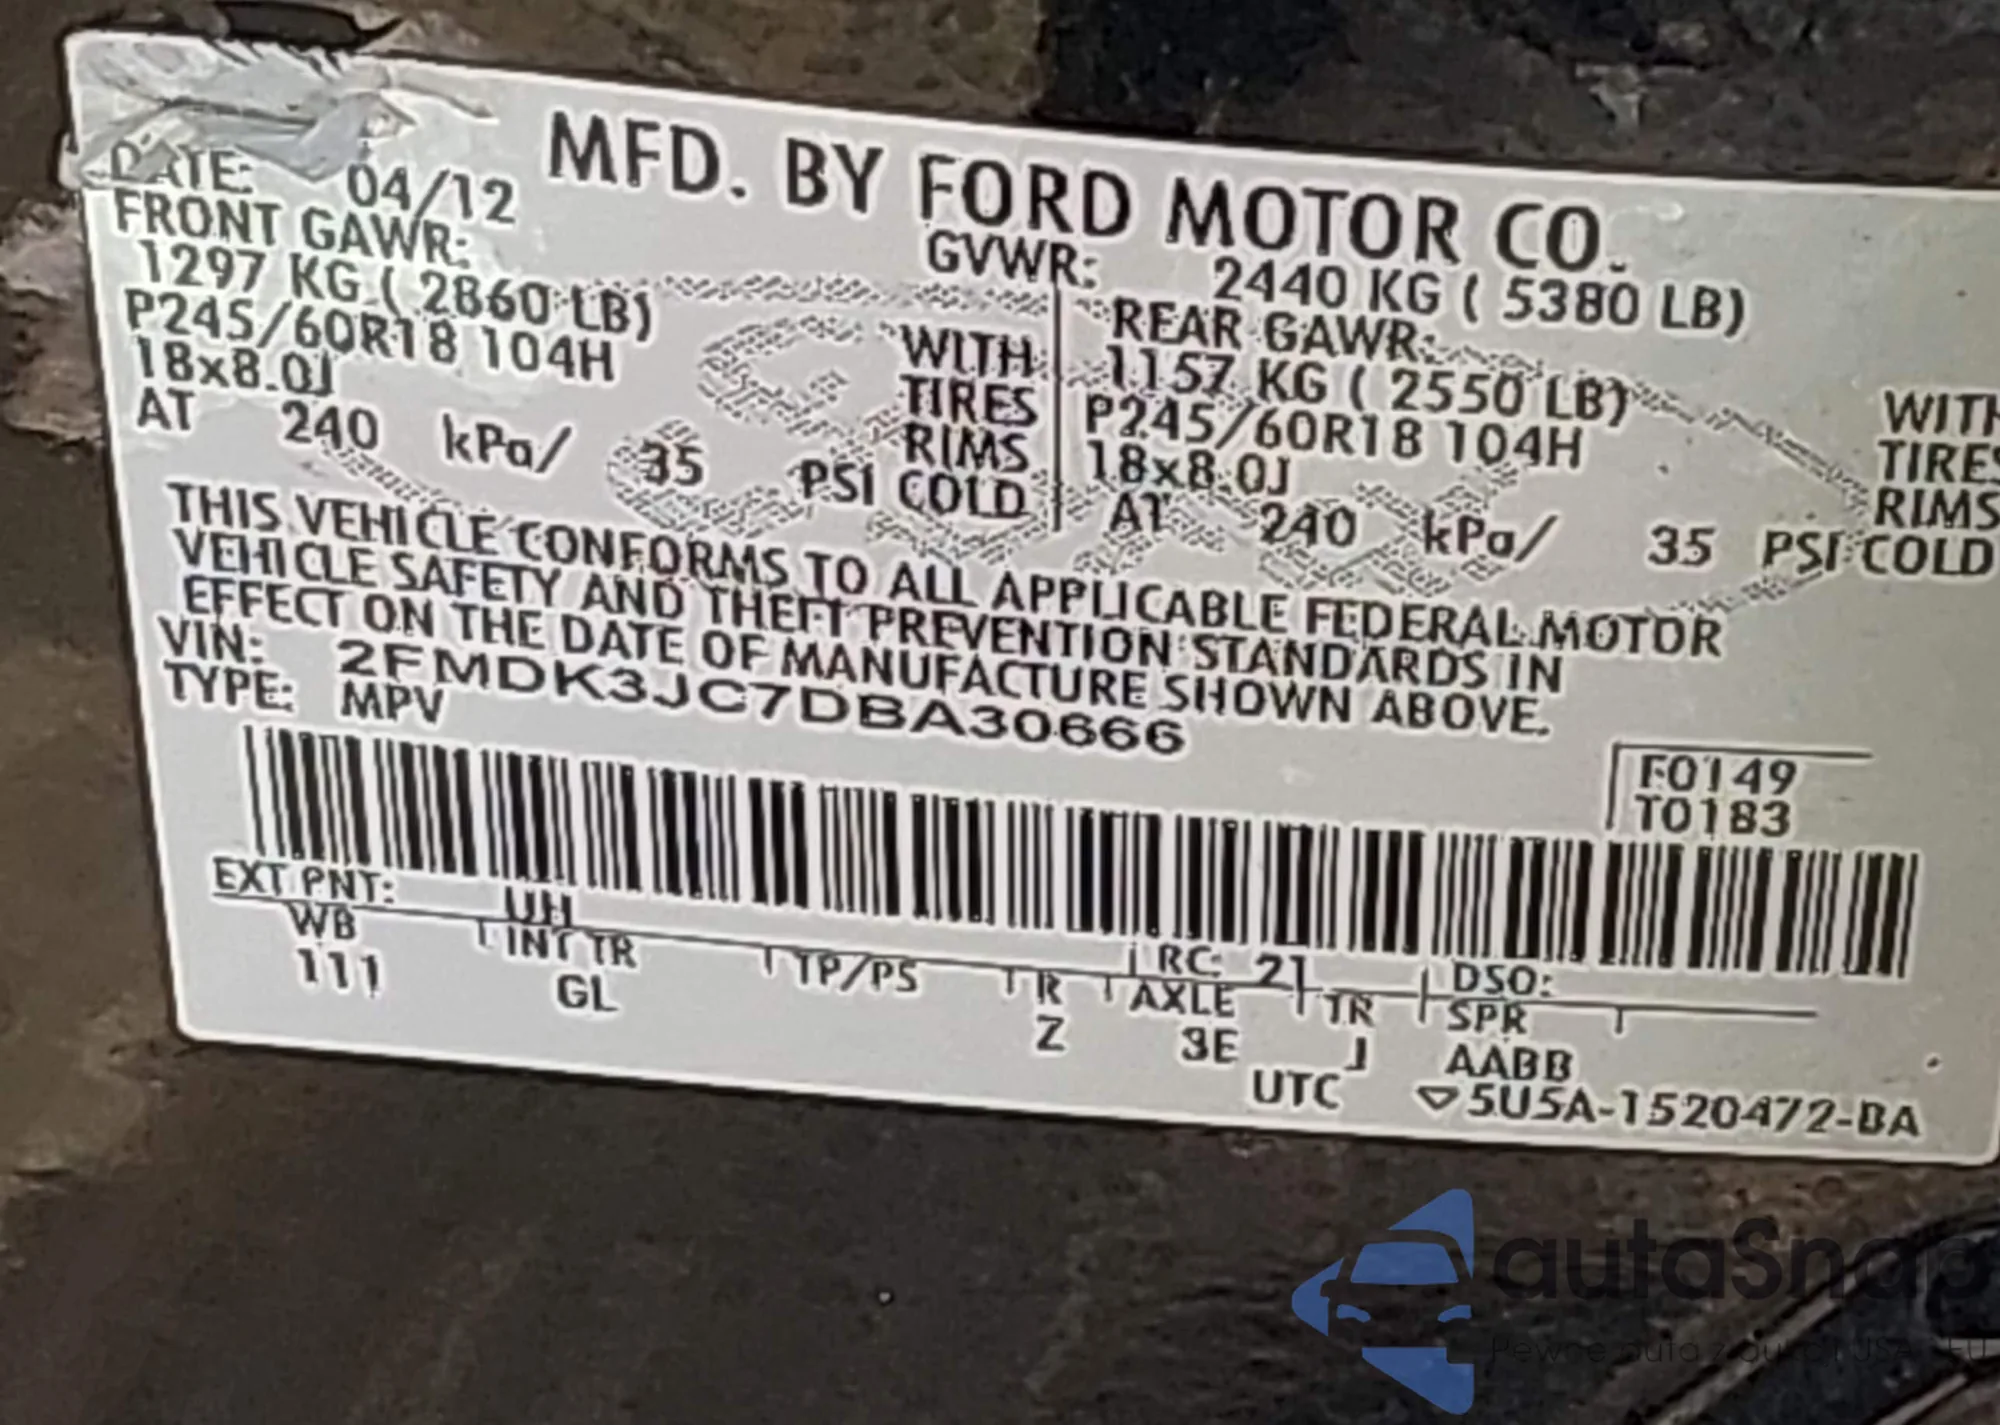 MFD. BY FORD MOTOR CO.
DATE: 04/12 GVWR: 2440 KG ( 5380 LB)
FRONT GAWR: REAR GAWR:
1297 KG ( 2860 LB) WITH 1157 KG ( 2550 LB) WITH
P245/60R18 104H TIRES P245/60R18 104H TIRES
18x8.0J RIMS 18x8.0J RIMS
AT 240 kPa/ 35 PSI COLD AT 240 kPa/ 35 PSI COLD
THIS VEHICLE CONFORMS TO ALL APPLICABLE FEDERAL MOTOR
VEHICLE SAFETY AND THEFT PREVENTION STANDARDS IN
EFFECT ON THE DATE OF MANUFACTURE SHOWN ABOVE.
VIN: 2FMDK3JC7DBA30666
TYPE: MPV
F0149
T0183
EXT PNT: UH RC: 21 DSO:
WB INT TR TP/PS R AXLE TR SPR
111 GL Z 3E J AABB
UTC ▽5U5A-1520472-BA
autaSnap
Pewne auta z aukcji USA